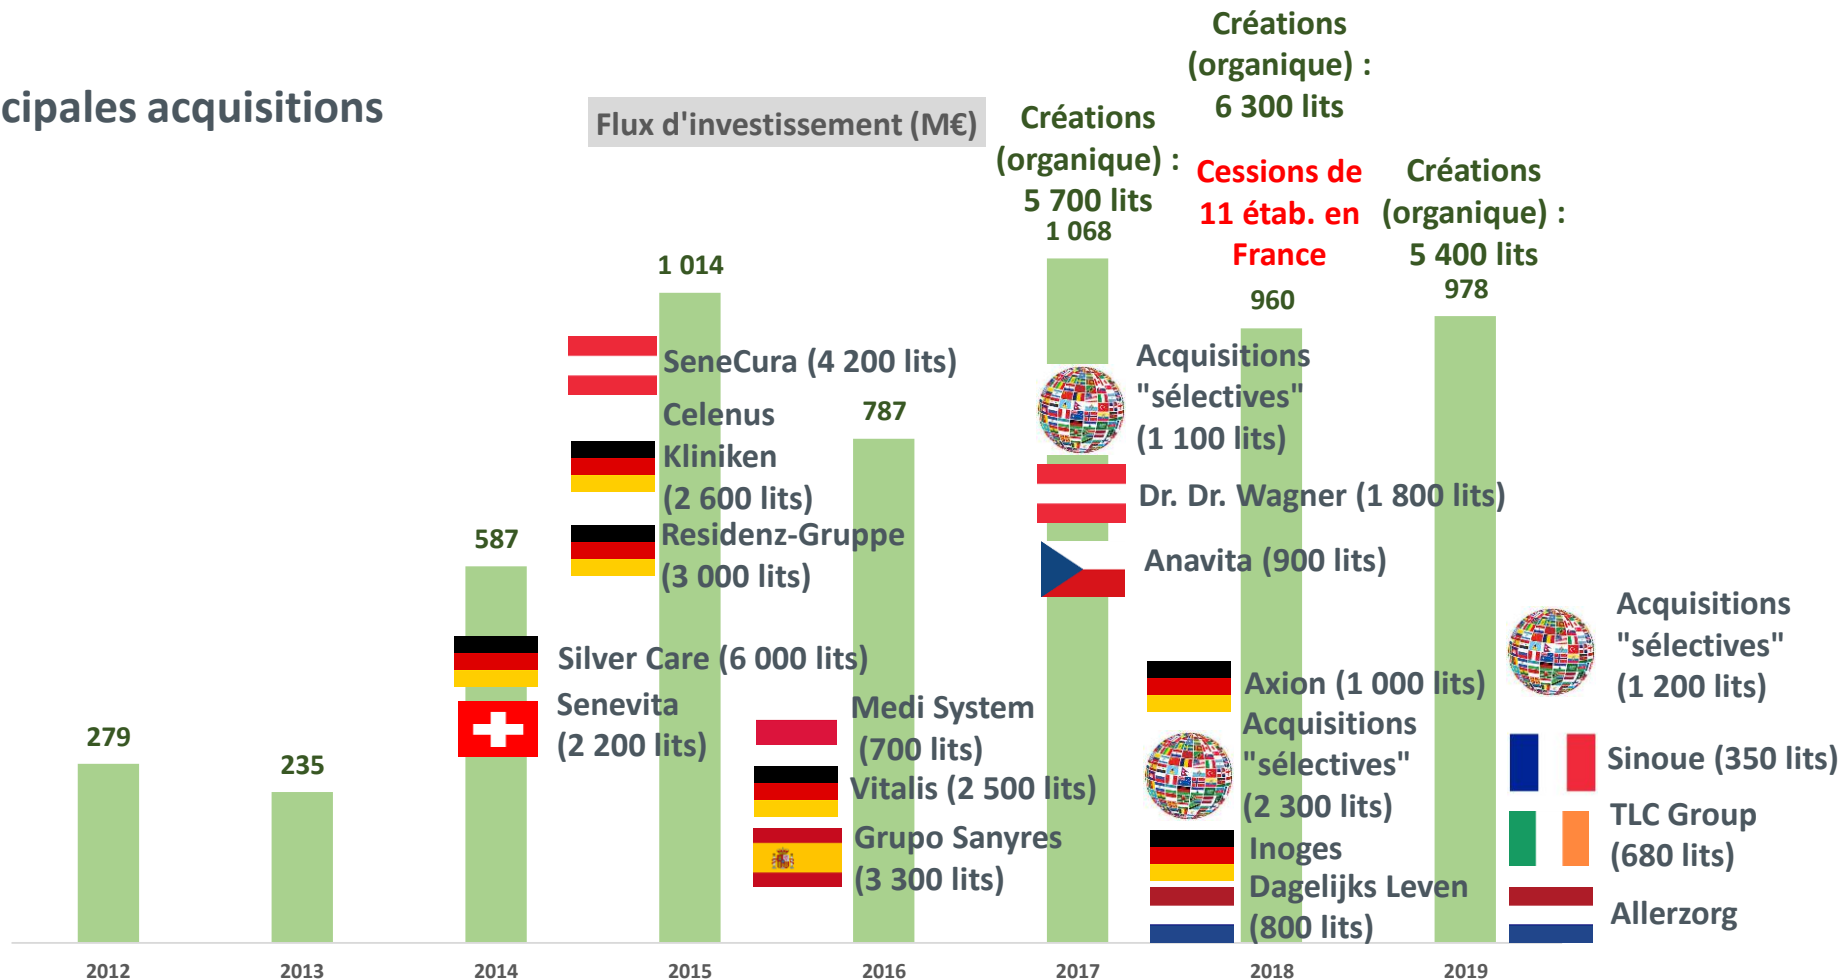 cipales acquisitions
Flux d'investissement (M€)
Créations
(organique) :
5 700 lits
1 068
Créations
(organique) :
6 300 lits
Cessions de
11 étab. en
France
960
Créations
(organique) :
5 400 lits
978
1 014
SeneCura (4 200 lits)
Celenus
Kliniken
(2 600 lits)
Residenz-Gruppe
(3 000 lits)
787
587
Silver Care (6 000 lits)
Senevita
(2 200 lits)
279
235
Medi System
(700 lits)
Vitalis (2 500 lits)
Grupo Sanyres
(3 300 lits)
Acquisitions
"sélectives"
(1 100 lits)
Dr. Dr. Wagner (1 800 lits)
Anavita (900 lits)
Axion (1 000 lits)
Acquisitions
"sélectives"
(2 300 lits)
Inoges
Dagelijks Leven
(800 lits)
Acquisitions
"sélectives"
(1 200 lits)
Sinoue (350 lits)
TLC Group
(680 lits)
Allerzorg
2012
2013
2014
2015
2016
2017
2018
2019